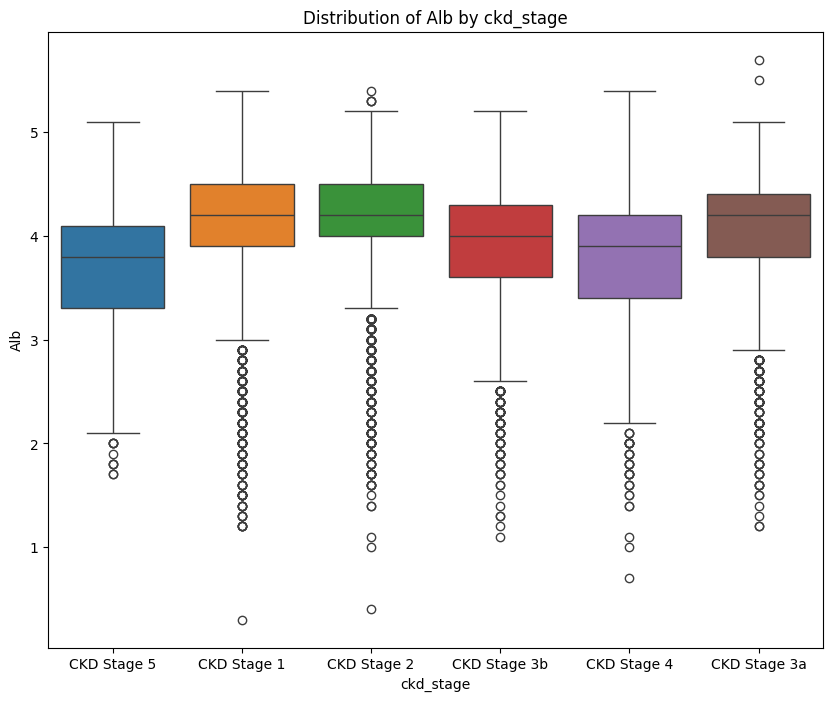 Distribution of Alb by ckd_stage
Alb
5
4
3
2
1
CKD Stage 5 CKD Stage 1 CKD Stage 2 CKD Stage 3b CKD Stage 4 CKD Stage 3a
ckd_stage